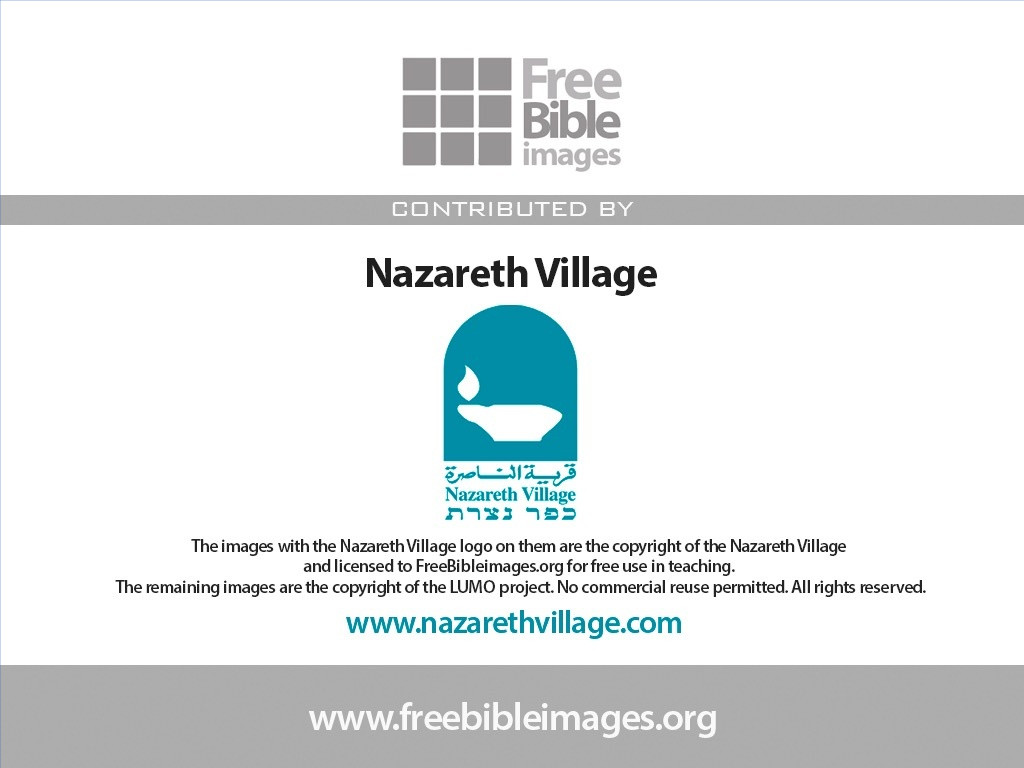 Free
Bible
images
CONTRIBUTED BY
Nazareth Village
قرية الناصرة
Nazareth Village
כפר נצרת
The images with the Nazareth Village logo on them are the copyright of the Nazareth Village
and licensed to FreeBibleimages.org for free use in teaching.
The remaining images are the copyright of the LUMO project. No commercial reuse permitted. All rights reserved.
www.nazarethvillage.com
www.freebibleimages.org